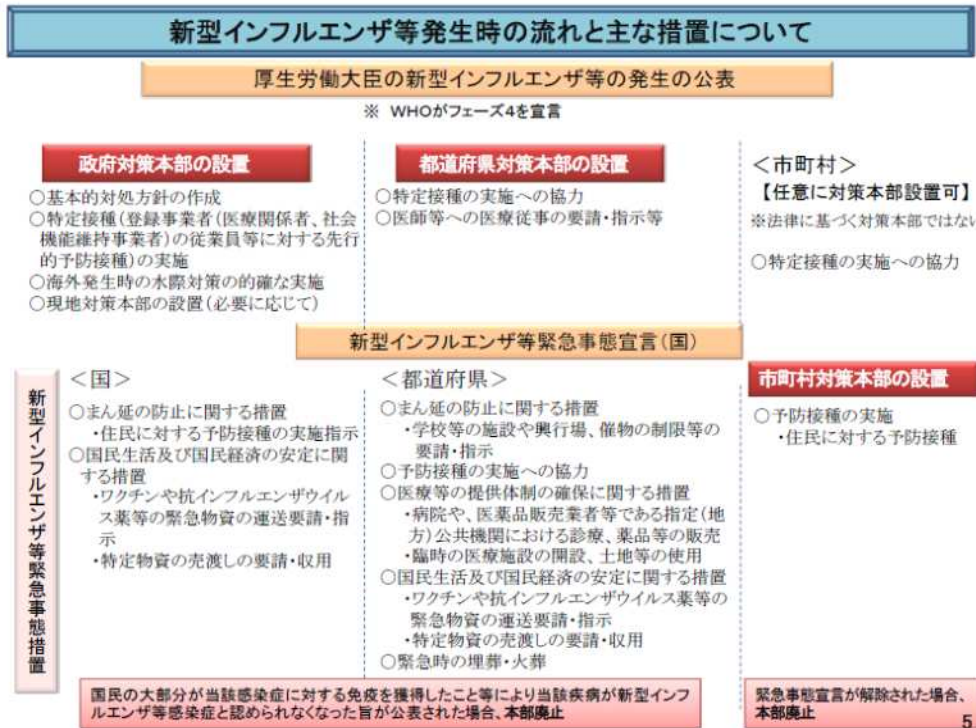 新型インフルエンザ等発生時の流れと主な措置について
厚生労働大臣の新型インフルエンザ等の発生の公表
※ WHOがフェーズ4を宣言
政府対策本部の設置
○基本的対処方針の作成
○特定接種(登録事業者(医療関係者、社会
機能維持事業者)の従業員等に対する先行
的予防接種)の実施
○海外発生時の水際対策の的確な実施
○現地対策本部の設置(必要に応じて)
都道府県対策本部の設置
○特定接種の実施への協力
○医師等への医療従事の要請・指示等
<市町村>
【任意に対策本部設置可】
※法律に基づく対策本部ではない
○特定接種の実施への協力
新型インフルエンザ等緊急事態宣言(国)
新型インフルエンザ等緊急事態措置
<国>
○まん延の防止に関する措置
・住民に対する予防接種の実施指示
○国民生活及び国民経済の安定に関
する措置
・ワクチンや抗インフルエンザウイル
ス薬等の緊急物資の運送要請・指
示
・特定物資の売渡しの要請・収用
<都道府県>
○まん延の防止に関する措置
・学校等の施設や興行場、催物の制限等の
要請・指示
○予防接種の実施への協力
○医療等の提供体制の確保に関する措置
・病院や、医薬品販売業者等である指定(地
方)公共機関における診療、薬品等の販売
・臨時の医療施設の開設、土地等の使用
○国民生活及び国民経済の安定に関する措置
・ワクチンや抗インフルエンザウイルス薬等の
緊急物資の運送要請・指示
・特定物資の売渡しの要請・収用
○緊急時の埋葬・火葬
市町村対策本部の設置
○予防接種の実施
・住民に対する予防接種
国民の大部分が当該感染症に対する免疫を獲得したこと等により当該疾病が新型インフ
ルエンザ等感染症と認められなくなった旨が公表された場合、本部廃止
緊急事態宣言が解除された場合、
本部廃止
5